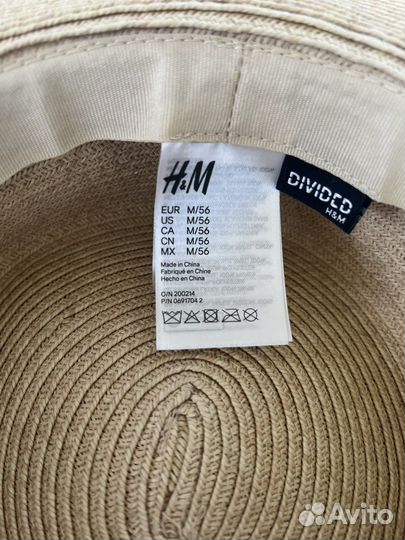 H&M
EUR M/56
US M/56
CA M/56
CN M/56
MX M/56
Made in China
Fabriqué en Chine
Hecho en China
O/N 200214
P/N 0691704 2
DIVIDED
H&M
Avito